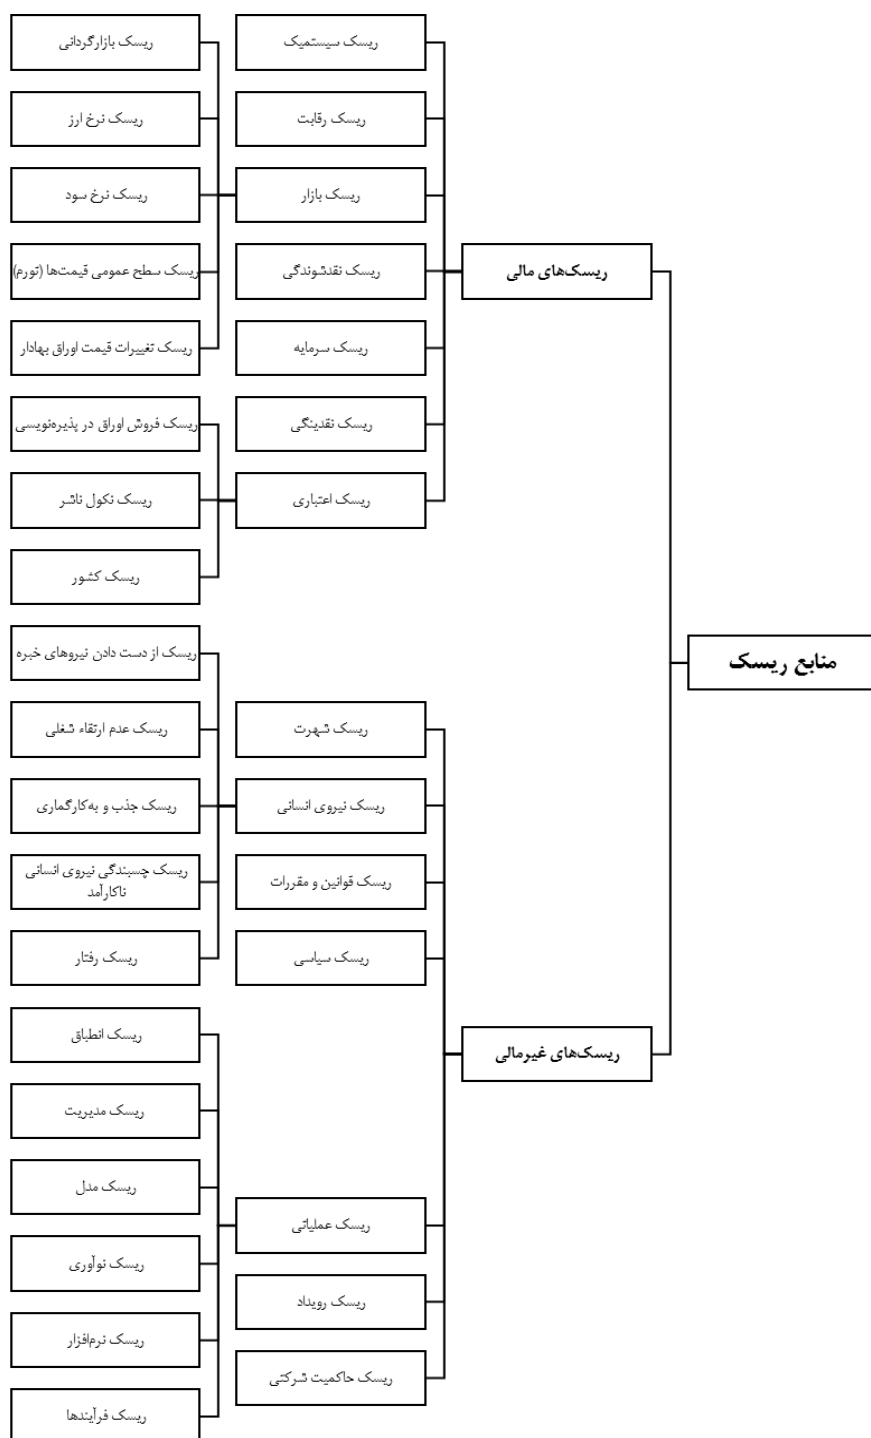 منابع ریسک
ریسک‌های مالی
ریسک سیستمیک
ریسک رقابت
ریسک بازار
ریسک بازارگردانی
ریسک نرخ ارز
ریسک نرخ سود
ریسک سطح عمومی قیمت‌ها (تورم)
ریسک تغییرات قیمت اوراق بهادار
ریسک نقدشوندگی
ریسک سرمایه
ریسک نقدینگی
ریسک اعتباری
ریسک فروش اوراق در پذیره‌نویسی
ریسک نکول ناشر
ریسک کشور
ریسک‌های غیرمالی
ریسک شهرت
ریسک نیروی انسانی
ریسک از دست دادن نیروهای خبره
ریسک عدم ارتقاء شغلی
ریسک جذب و به‌کارگماری
ریسک چسبندگی نیروی انسانی
ناکارآمد
ریسک رفتار
ریسک قوانین و مقررات
ریسک سیاسی
ریسک عملیاتی
ریسک انطباق
ریسک مدیریت
ریسک مدل
ریسک نوآوری
ریسک نرم‌افزار
ریسک فرآیندها
ریسک رویداد
ریسک حاکمیت شرکتی